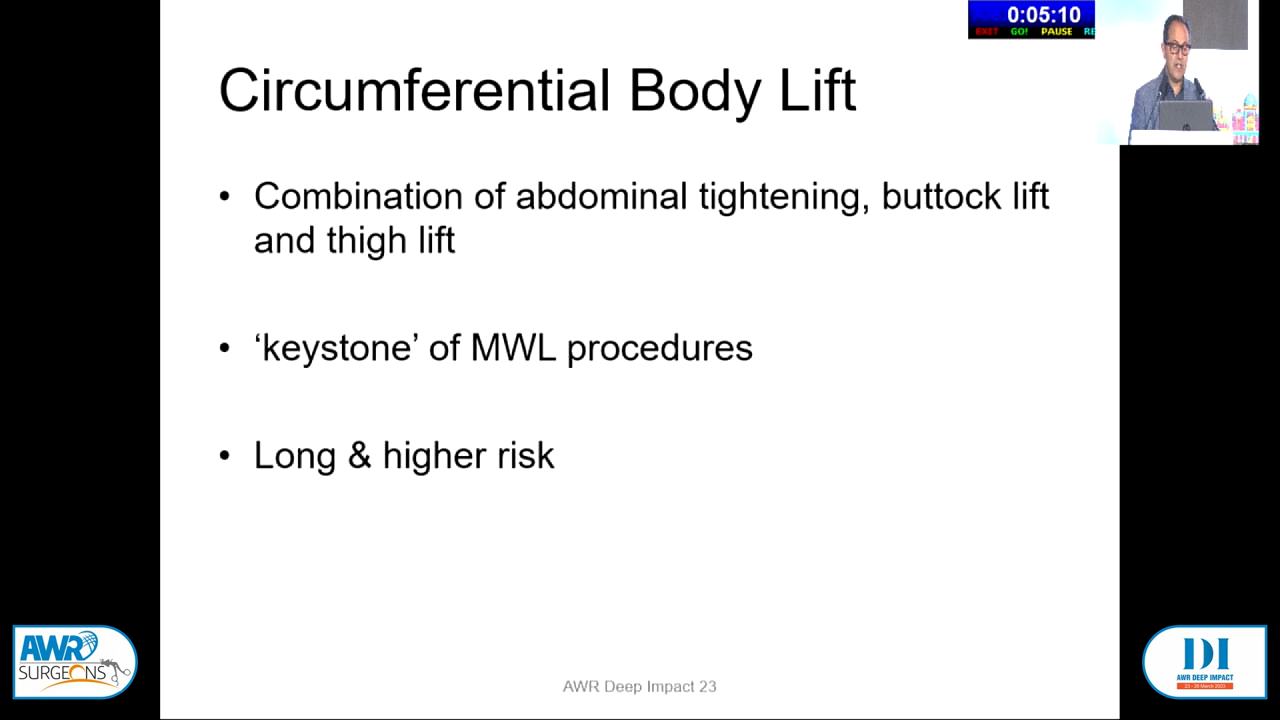 0:05:10
EXIT GO! PAUSE RE
Circumferential Body Lift
• Combination of abdominal tightening, buttock lift
and thigh lift
• ‘keystone’ of MWL procedures
• Long & higher risk
AWR
SURGEONS
AWR Deep Impact 23
DI
AWR DEEP IMPACT